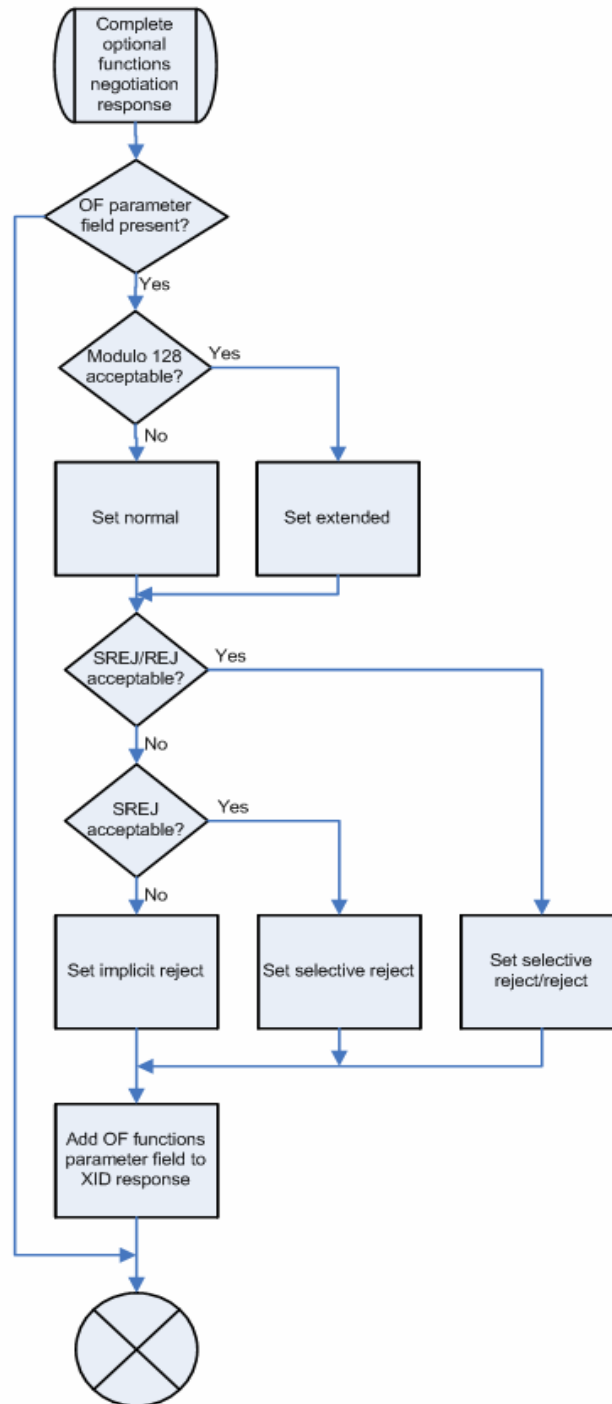 Complete
optional
functions
negotiation
response
OF parameter
field present?
Yes
Modulo 128
acceptable?
Yes
No
Set normal
Set extended
SREJ/REJ
acceptable?
Yes
No
SREJ
acceptable?
Yes
No
Set implicit reject
Set selective reject
Set selective
reject/reject
Add OF functions
parameter field to
XID response